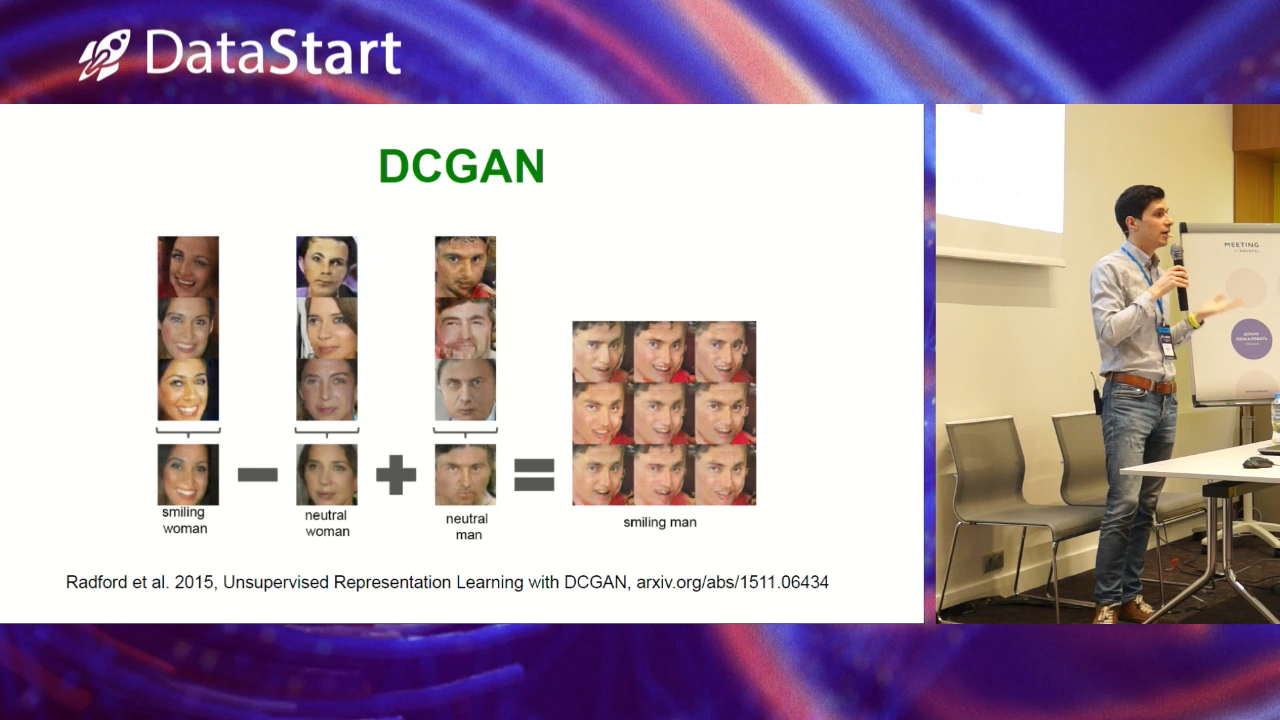 DataStart
DCGAN
smiling
woman
neutral
woman
neutral
man
smiling man
Radford et al. 2015, Unsupervised Representation Learning with DCGAN, arxiv.org/abs/1511.06434
MEETING